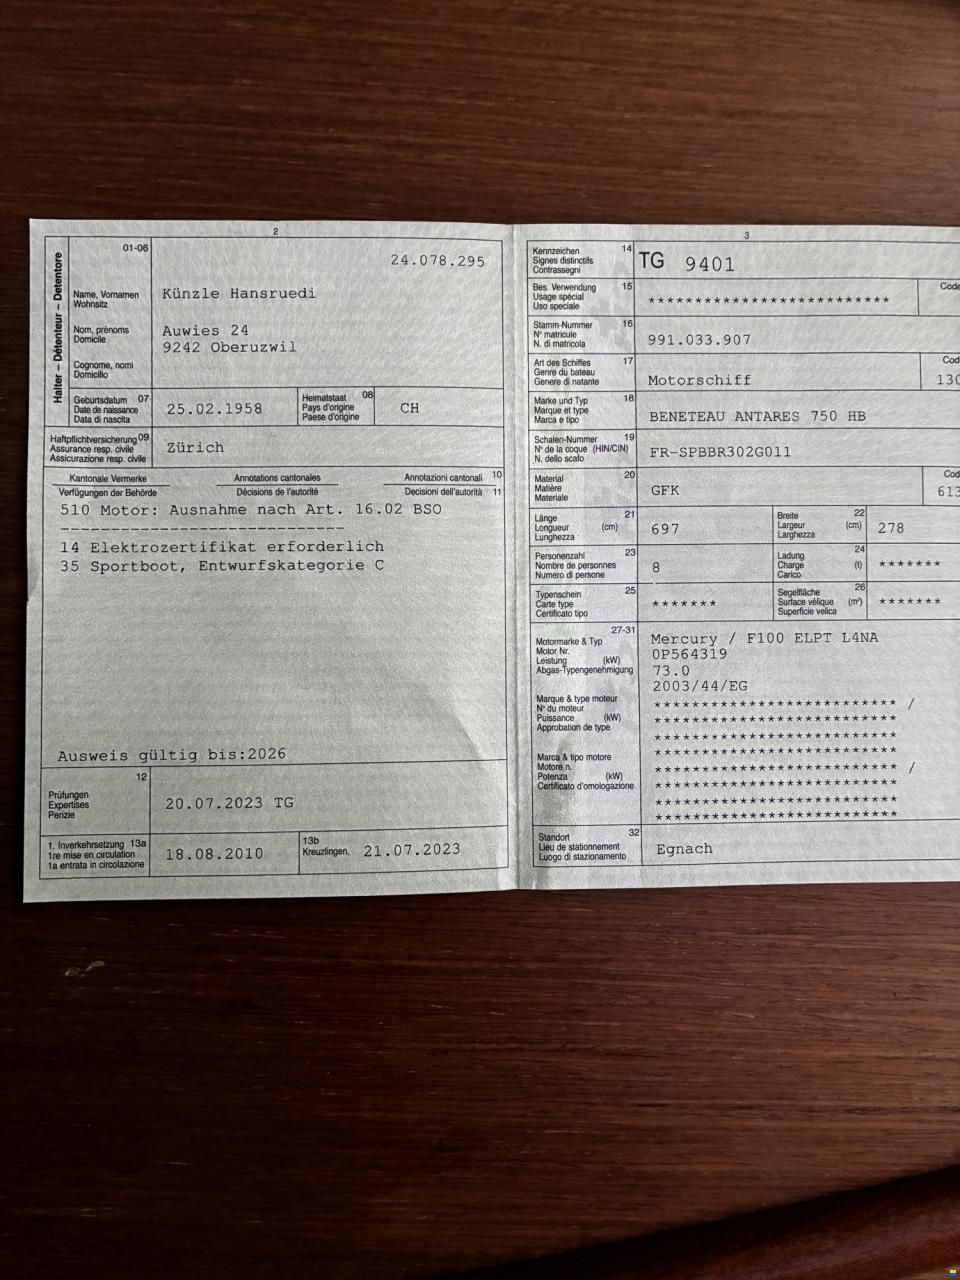 2
01-06
24.078.295
Halter – Détenteur – Detentore
Name, Vornamen
Wohnsitz
Künzle Hansruedi
Nom, prénoms
Domicile
Auwies 24
9242 Oberuzwil
Cognome, nomi
Domicilio
Geburtsdatum 07
Date de naissance
Data di nascita
25.02.1958
Heimatstaat 08
Pays d'origine
Paese d'origine
CH
Haftpflichtversicherung 09
Assurance resp. civile
Assicurazione resp. civile
Zürich
Kantonale Vermerke Annotations cantonales Annotazioni cantonali 10
Verfügungen der Behörde Décisions de l'autorité Decisioni dell'autorità 11
510 Motor: Ausnahme nach Art. 16.02 BSO
------------------------------
14 Elektrozertifikat erforderlich
35 Sportboot, Entwurfskategorie C
Ausweis gültig bis:2026
12
Prüfungen
Expertises
Perizie
20.07.2023 TG
1. Inverkehrsetzung 13a
1re mise en circulation
1a entrata in circolazione
18.08.2010
13b
Kreuzlingen, 21.07.2023
3
Kennzeichen 14
Signes distinctifs
Contrassegni
TG 9401
Bes. Verwendung 15
Usage spécial
Uso speciale
**************************
Code
Stamm-Nummer 16
N° matricule
N. di matricola
991.033.907
Art des Schiffes 17
Genre du bateau
Genere di natante
Motorschiff
Cod
130
Marke und Typ 18
Marque et type
Marca e tipo
BENETEAU ANTARES 750 HB
Schalen-Nummer 19
N° de la coque (HIN/CIN)
N. dello scafo
FR-SPBBR302G011
Material 20
Matière
Materiale
GFK
Cod
613
Länge 21
Longueur (cm)
Lunghezza
697
Breite 22
Largeur (cm)
Larghezza
278
Personenzahl 23
Nombre de personnes
Numero di persone
8
Ladung 24
Charge (t)
Carico
*******
Typenschein 25
Carte type
Certificato tipo
*******
Segelfläche 26
Surface vélique (m²)
Superficie velica
*******
27-31
Motormarke & Typ
Motor Nr.
Leistung (kW)
Abgas-Typengenehmigung
Mercury / F100 ELPT L4NA
0P564319
73.0
2003/44/EG
Marque & type moteur
N° du moteur
Puissance (kW)
Approbation de type
************************** /
**************************
**************************
**************************
Marca & tipo motore
Motore n.
Potenza (kW)
Certificato d'omologazione
************************** /
**************************
**************************
**************************
Standort 32
Lieu de stationnement
Luogo di stazionamento
Egnach